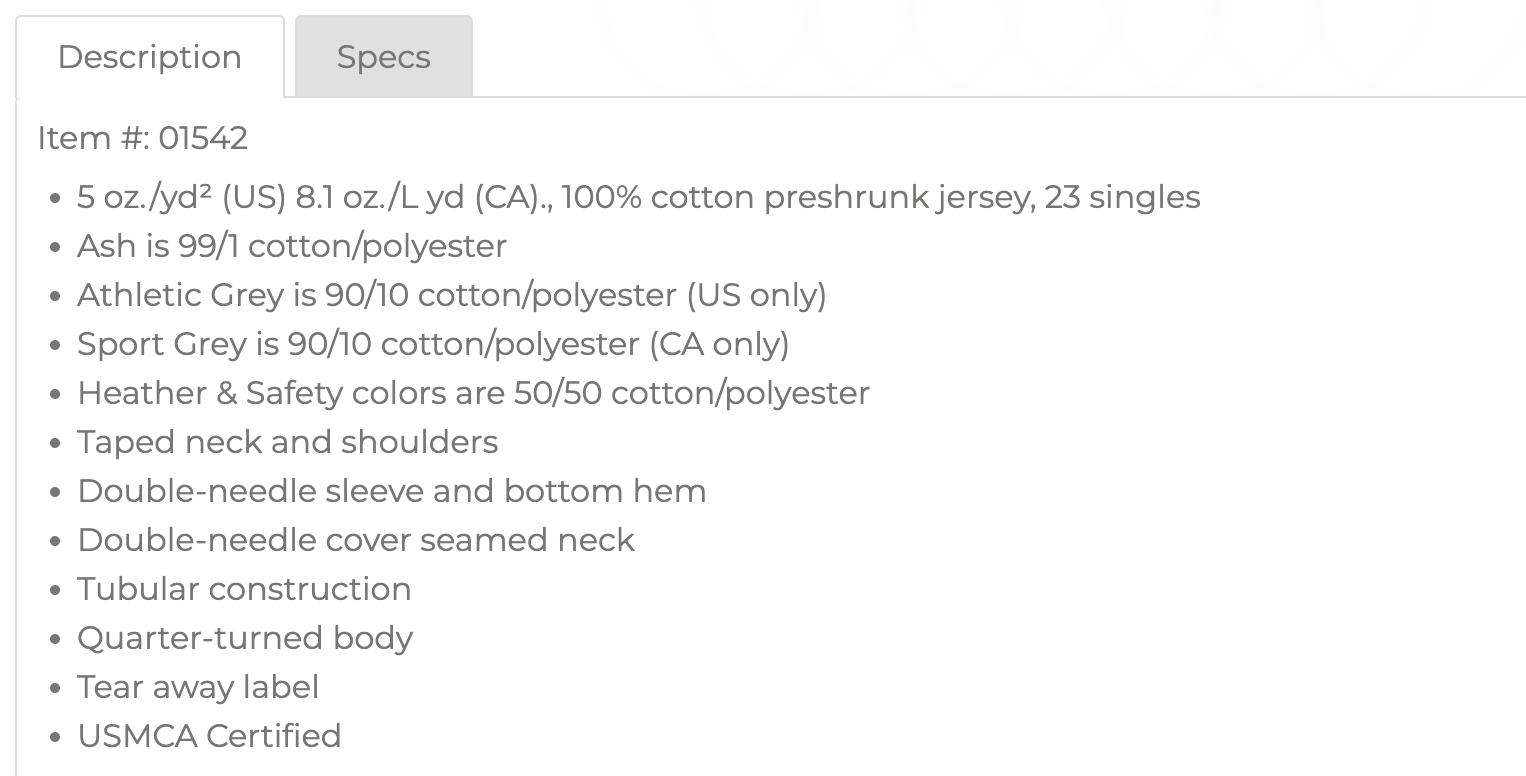 Description
Specs
Item #: 01542
• 5 oz./yd² (US) 8.1 oz./L yd (CA)., 100% cotton preshrunk jersey, 23 singles
• Ash is 99/1 cotton/polyester
• Athletic Grey is 90/10 cotton/polyester (US only)
• Sport Grey is 90/10 cotton/polyester (CA only)
• Heather & Safety colors are 50/50 cotton/polyester
• Taped neck and shoulders
• Double-needle sleeve and bottom hem
• Double-needle cover seamed neck
• Tubular construction
• Quarter-turned body
• Tear away label
• USMCA Certified